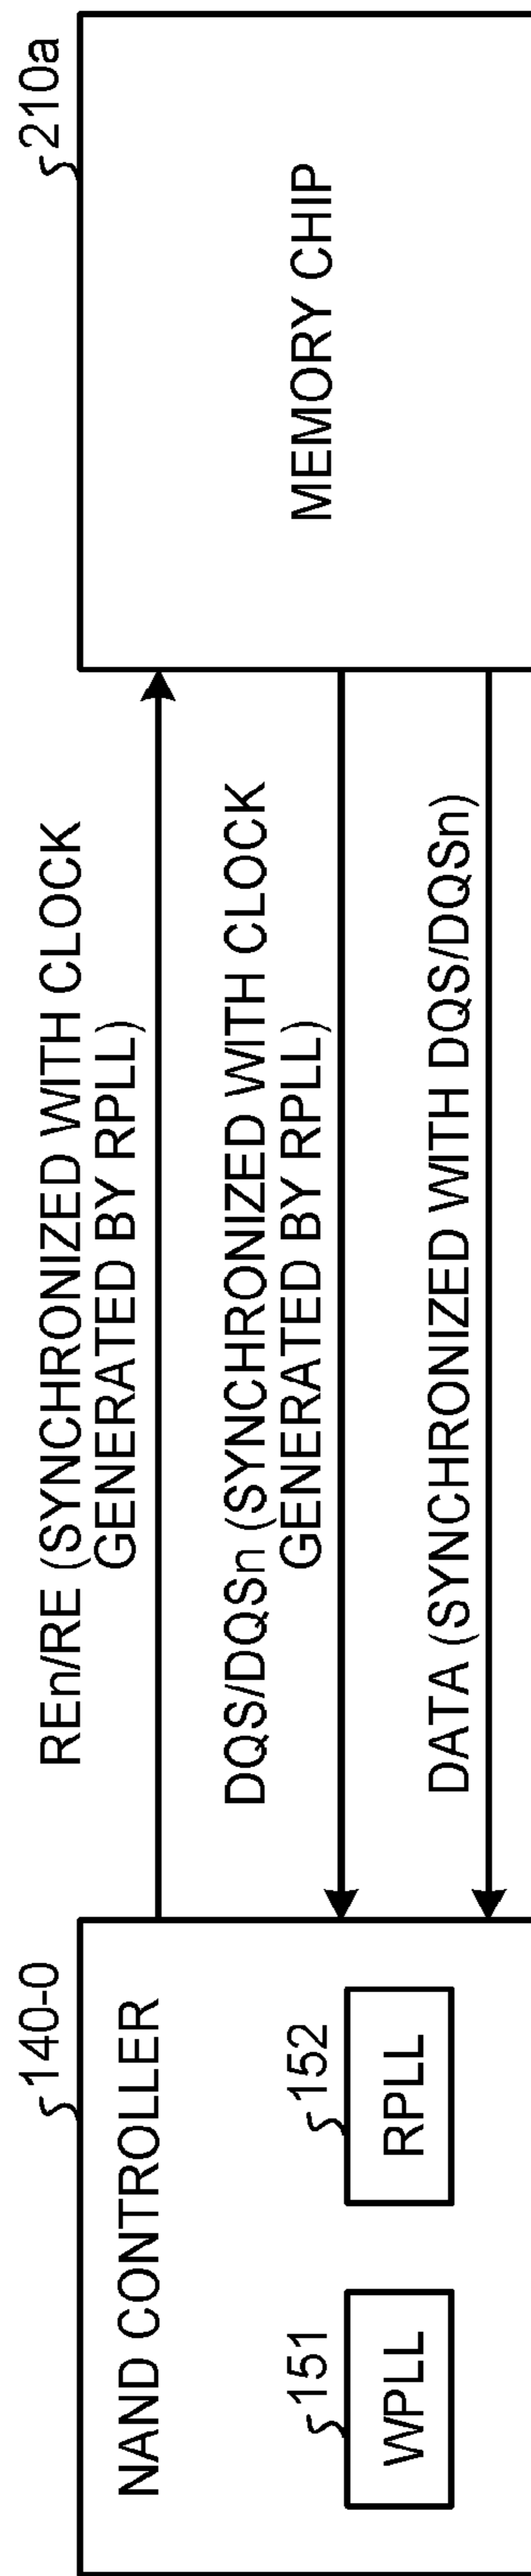 140-0
NAND CONTROLLER
151
WPLL
152
RPLL
REn/RE (SYNCHRONIZED WITH CLOCK
GENERATED BY RPLL)
DQS/DQSn (SYNCHRONIZED WITH CLOCK
GENERATED BY RPLL)
DATA (SYNCHRONIZED WITH DQS/DQSn)
210a
MEMORY CHIP